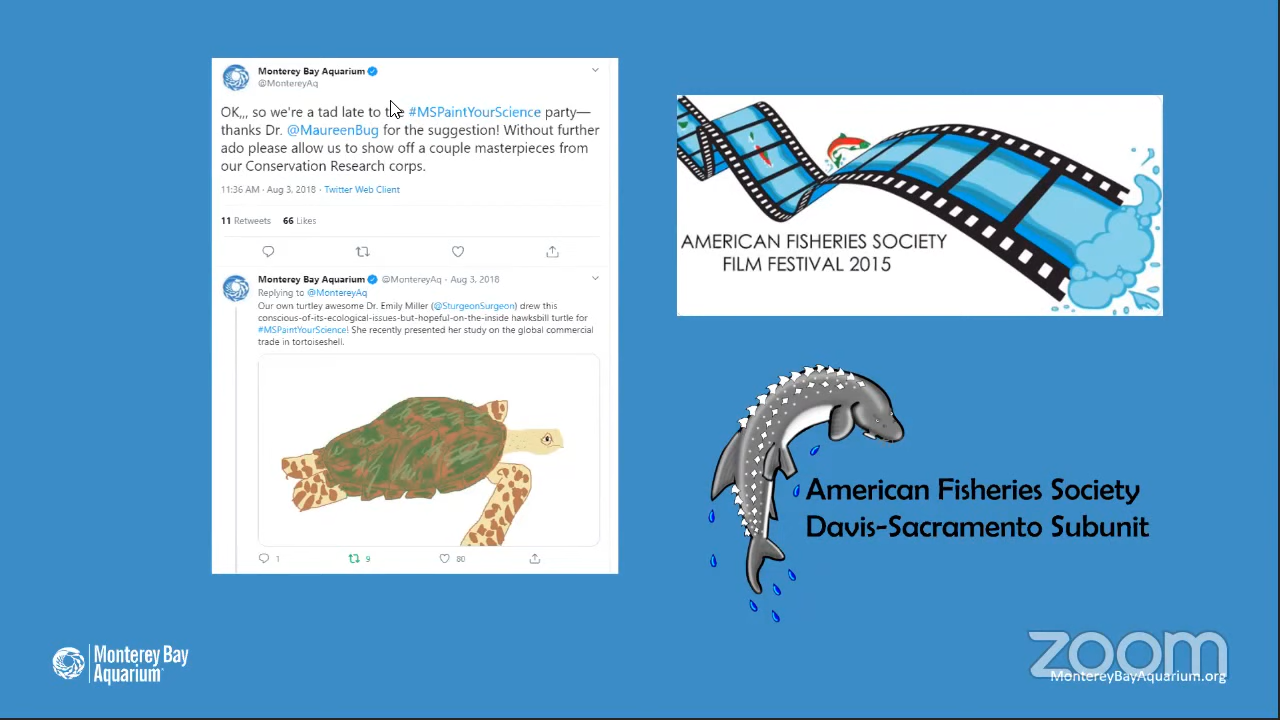 Monterey Bay Aquarium
@MontereyAq
OK,,, so we're a tad late to the #MSPaintYourScience party—
thanks Dr. @MaureenBug for the suggestion! Without further
ado please allow us to show off a couple masterpieces from
our Conservation Research corps.
11:36 AM · Aug 3, 2018 · Twitter Web Client
11 Retweets 66 Likes
Monterey Bay Aquarium @MontereyAq · Aug 3, 2018
Replying to @MontereyAq
Our own turtley awesome Dr. Emily Miller (@SturgeonSurgeon) drew this
conscious-of-its-ecological-issues-but-hopeful-on-the-inside hawksbill turtle for
#MSPaintYourScience! She recently presented her study on the global commercial
trade in tortoiseshell.
1 9 80
AMERICAN FISHERIES SOCIETY
FILM FESTIVAL 2015
American Fisheries Society
Davis-Sacramento Subunit
Monterey Bay
Aquarium
zoom
MontereyBayAquarium.org